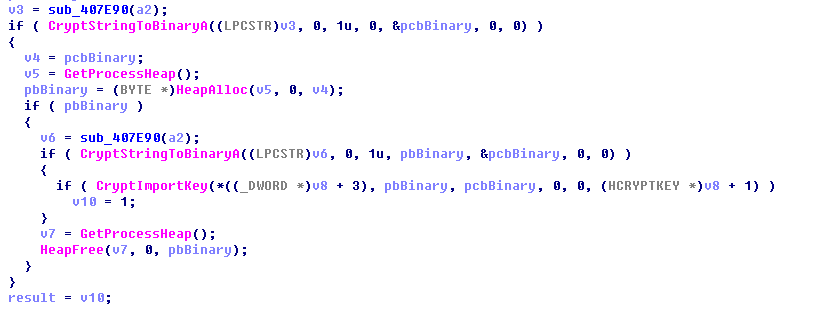 v3 = sub_407E90(a2);
if ( CryptStringToBinaryA((LPCSTR)v3, 0, 1u, 0, &pcbBinary, 0, 0) )
{
v4 = pcbBinary;
v5 = GetProcessHeap();
pbBinary = (BYTE *)HeapAlloc(v5, 0, v4);
if ( pbBinary )
{
v6 = sub_407E90(a2);
if ( CryptStringToBinaryA((LPCSTR)v6, 0, 1u, pbBinary, &pcbBinary, 0, 0) )
{
if ( CryptImportKey(*((_DWORD *)v8 + 3), pbBinary, pcbBinary, 0, 0, (HCRYPTKEY *)v8 + 1) )
v10 = 1;
}
v7 = GetProcessHeap();
HeapFree(v7, 0, pbBinary);
}
}
result = v10;